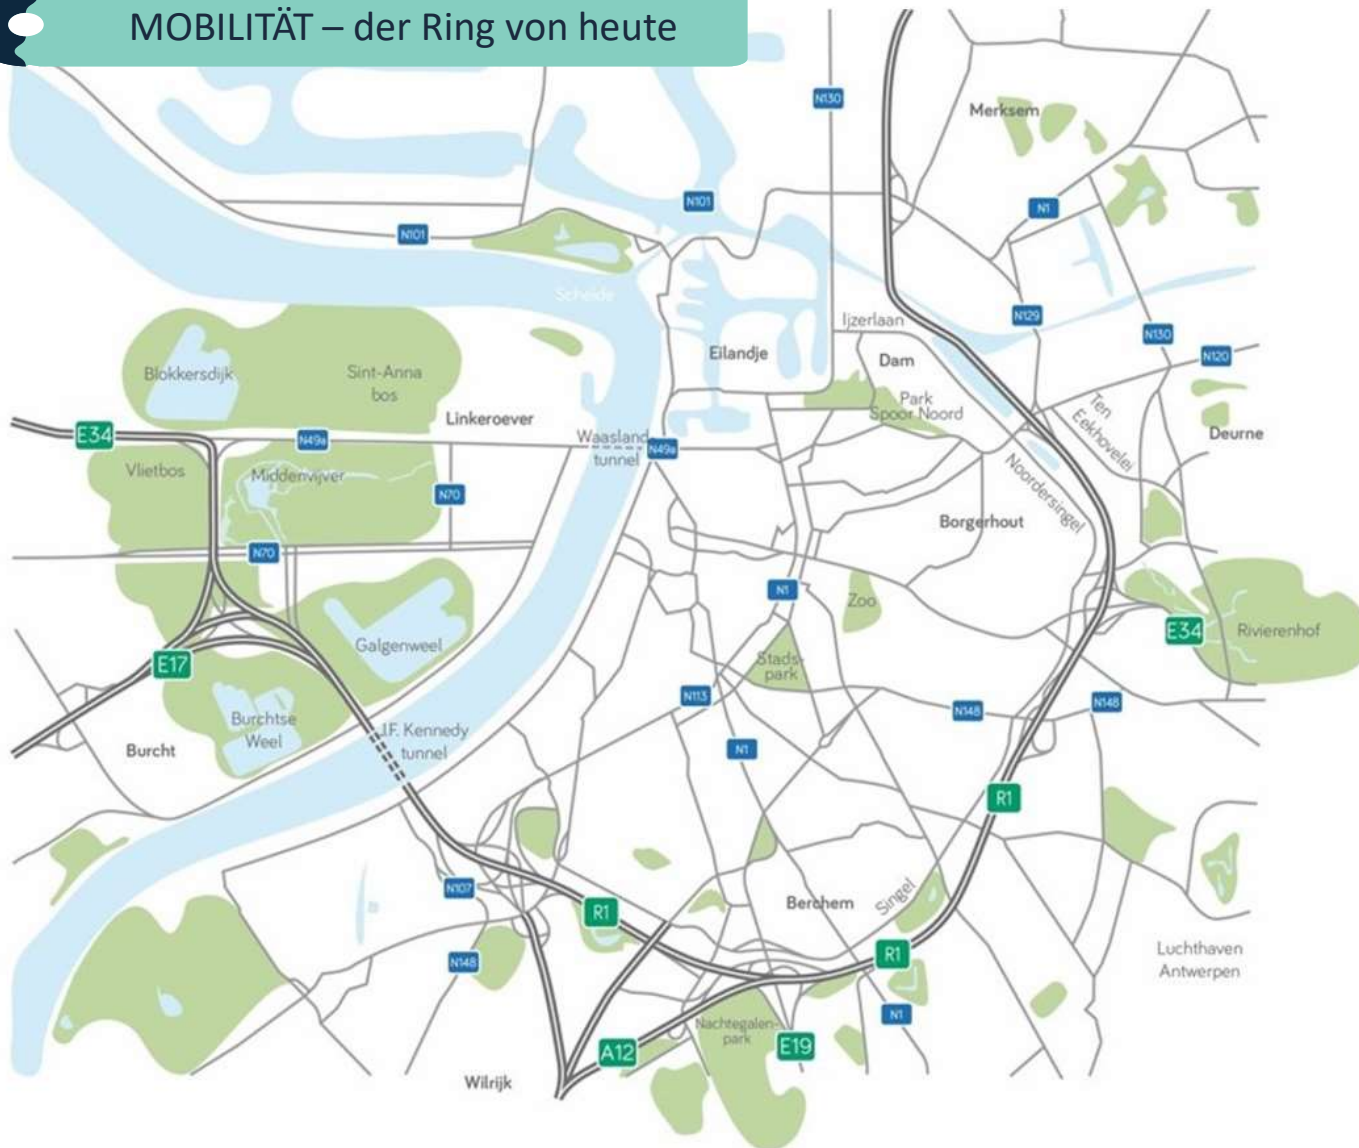 MOBILITÄT – der Ring von heute
N130
Merksem
N101
N1
N101
Schelde
Ijzerlaan
N129
N130
N120
Eilandje
Dam
Blokkersdijk
Sint-Anna
bos
Park
Spoor Noord
Ten
Eekhovelei
Linkeroever
E34
N49a
Waasland
tunnel
N49a
Deurne
Vlietbos
Middenvijver
N70
Noordersingel
Borgerhout
N70
N1
Zoo
E34
Rivierenhof
Galgenweel
E17
Stads-
park
N113
N148
N148
Burchtse
Weel
J.F. Kennedy
tunnel
Burcht
N1
R1
N107
R1
Berchem
Singel
R1
N148
Luchthaven
Antwerpen
N1
Nachtegalen-
park
E19
A12
Wilrijk